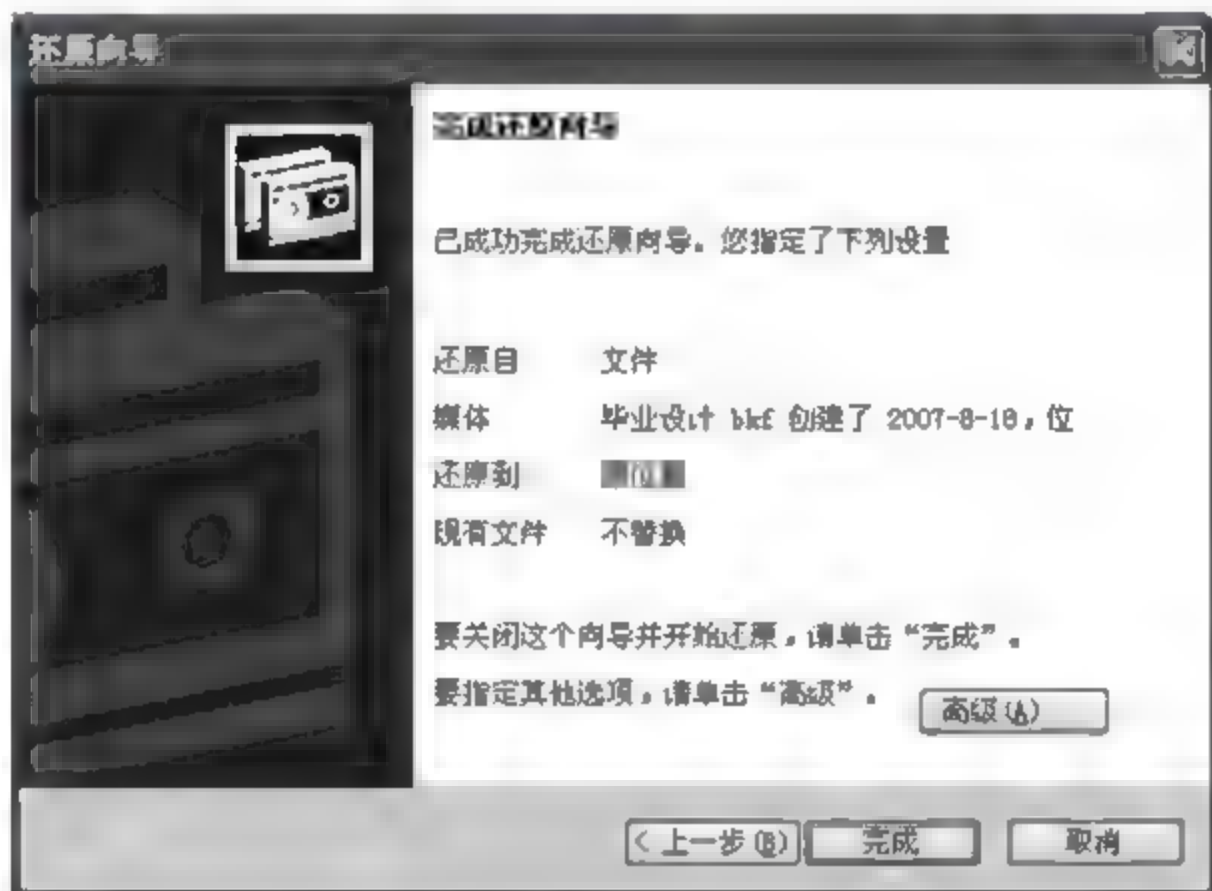 还原向导
完成还原向导
已成功完成还原向导。您指定了下列设置
还原自 文件
媒体 毕业设计 bkf 创建了 2007-8-18，位
还原到
现有文件 不替换
要关闭这个向导并开始还原，请单击“完成”。
要指定其他选项，请单击“高级”。 高级(A)
< 上一步(B) 完成 取消